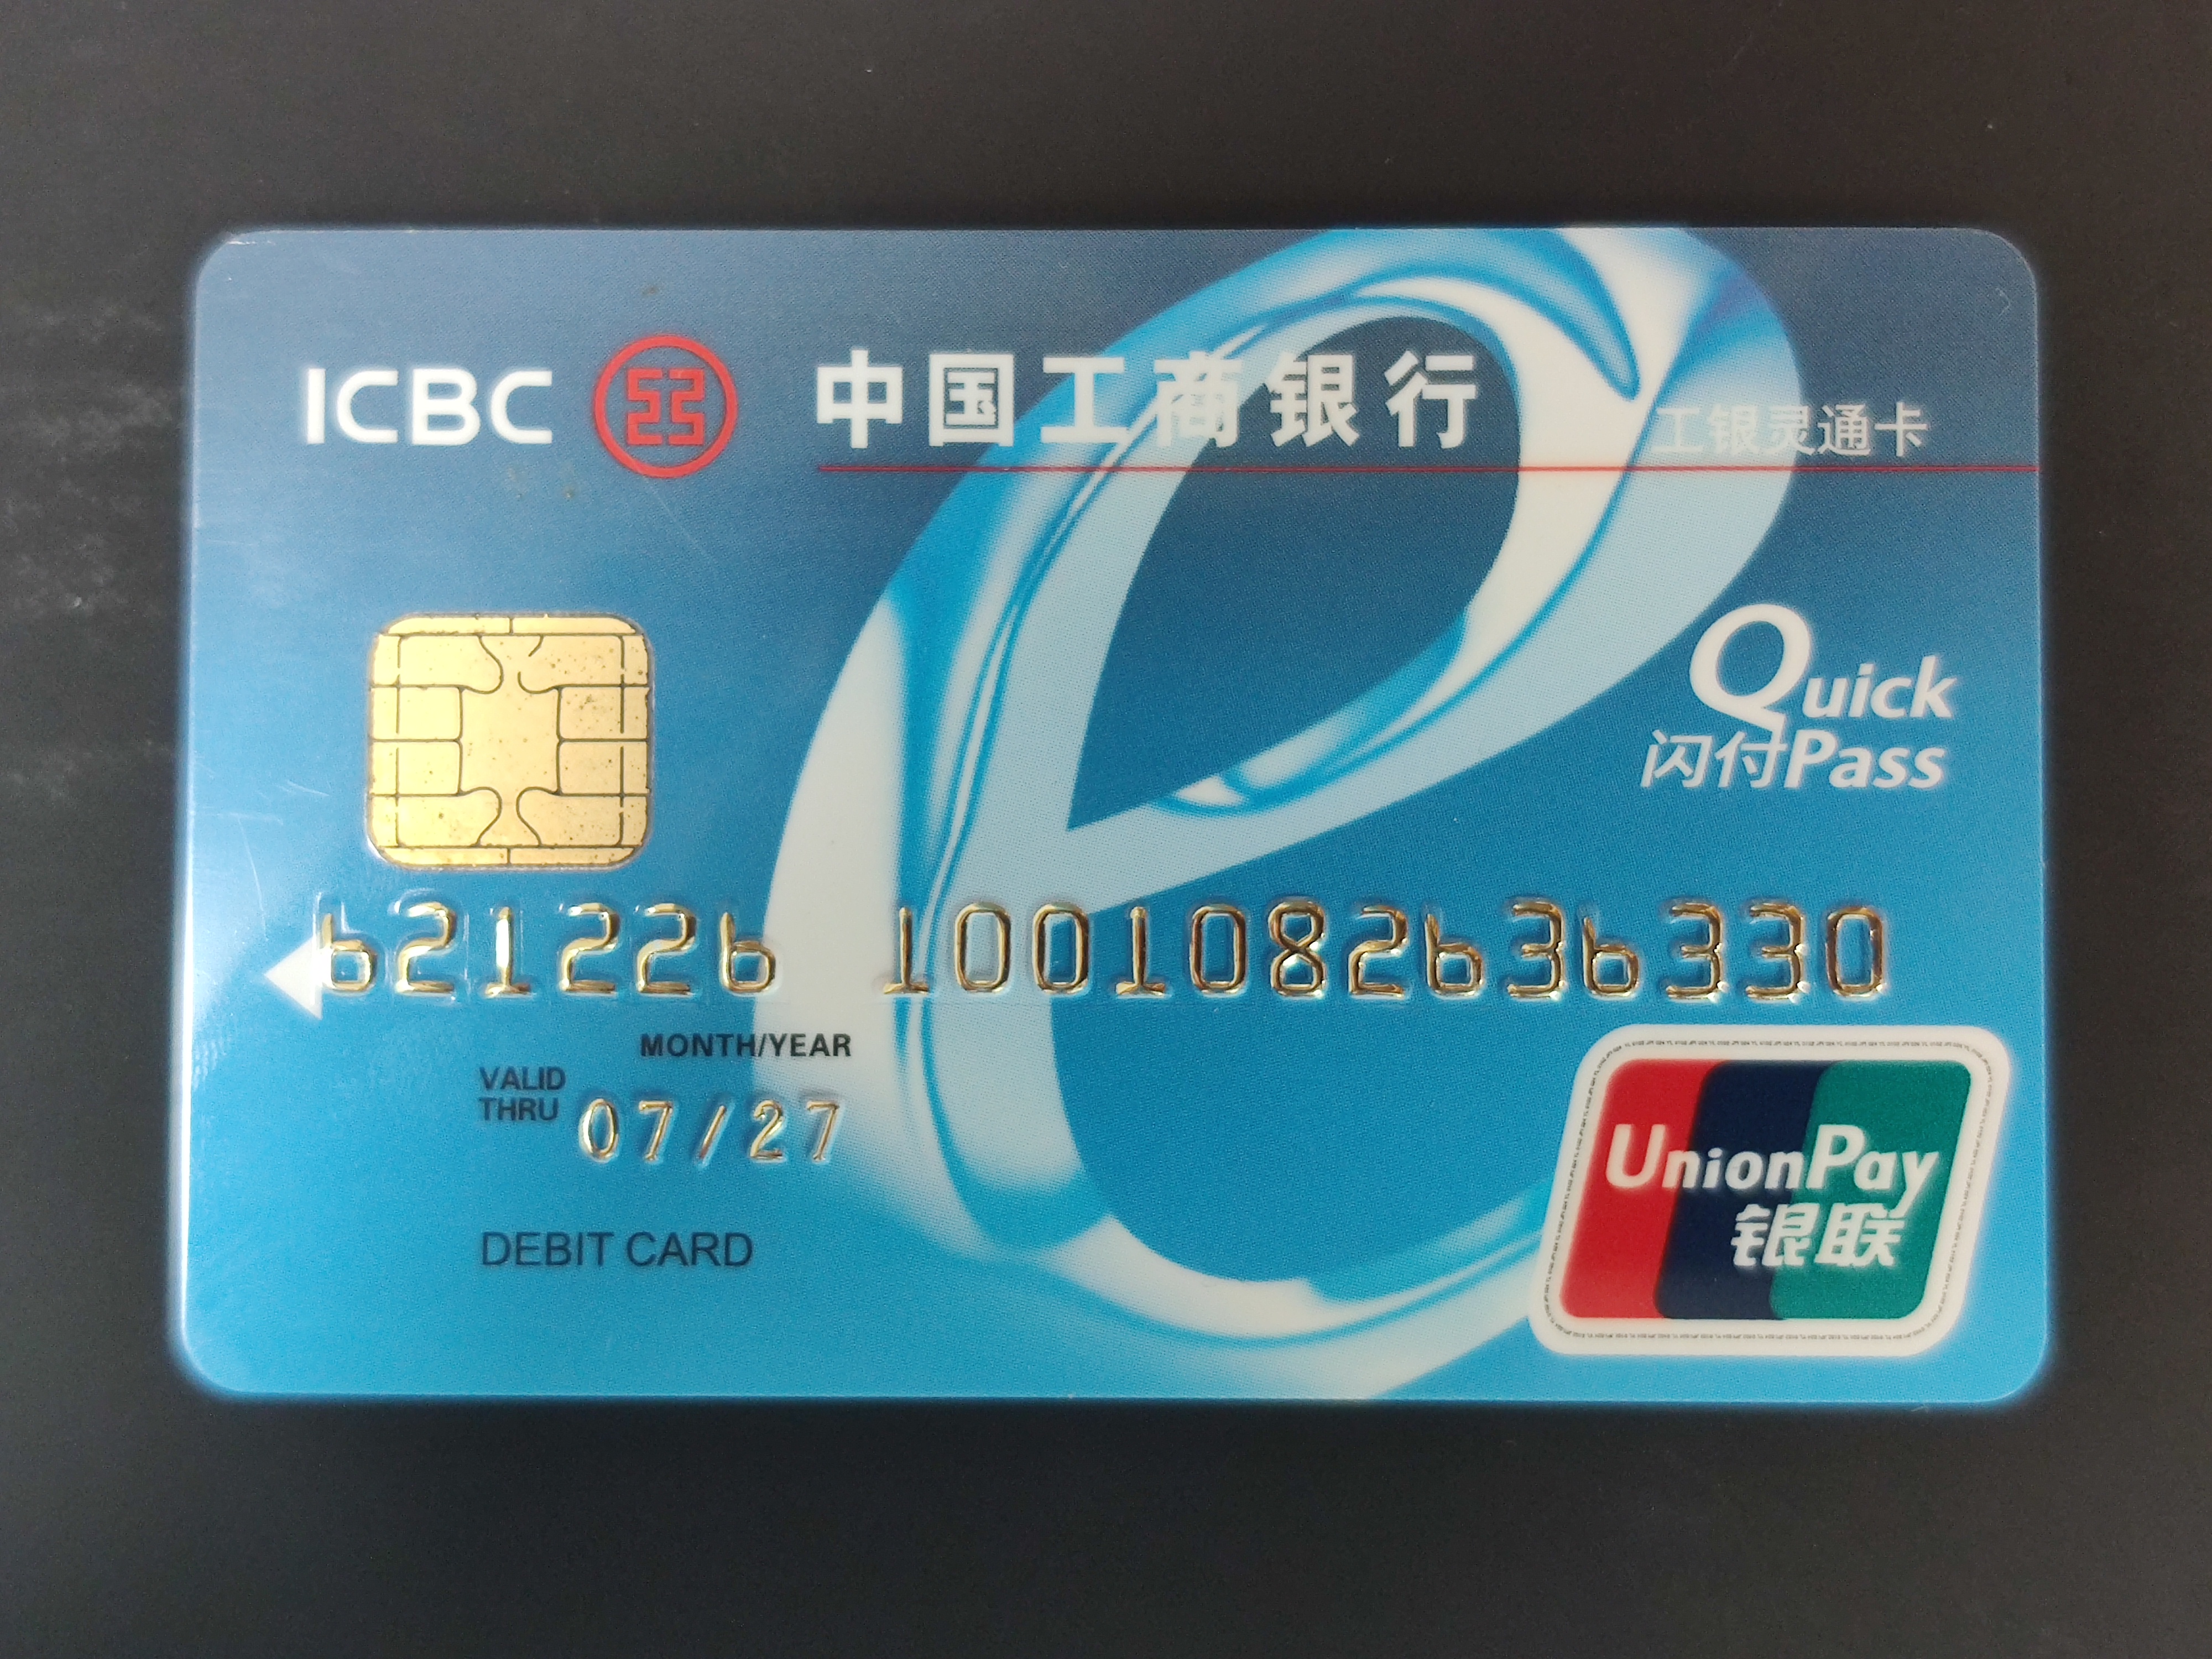 ICBC 中国工商银行
工银灵通卡
Quick
闪付Pass
621226 1001082636330
MONTH/YEAR
VALID
THRU 07/27
DEBIT CARD
UnionPay
银联